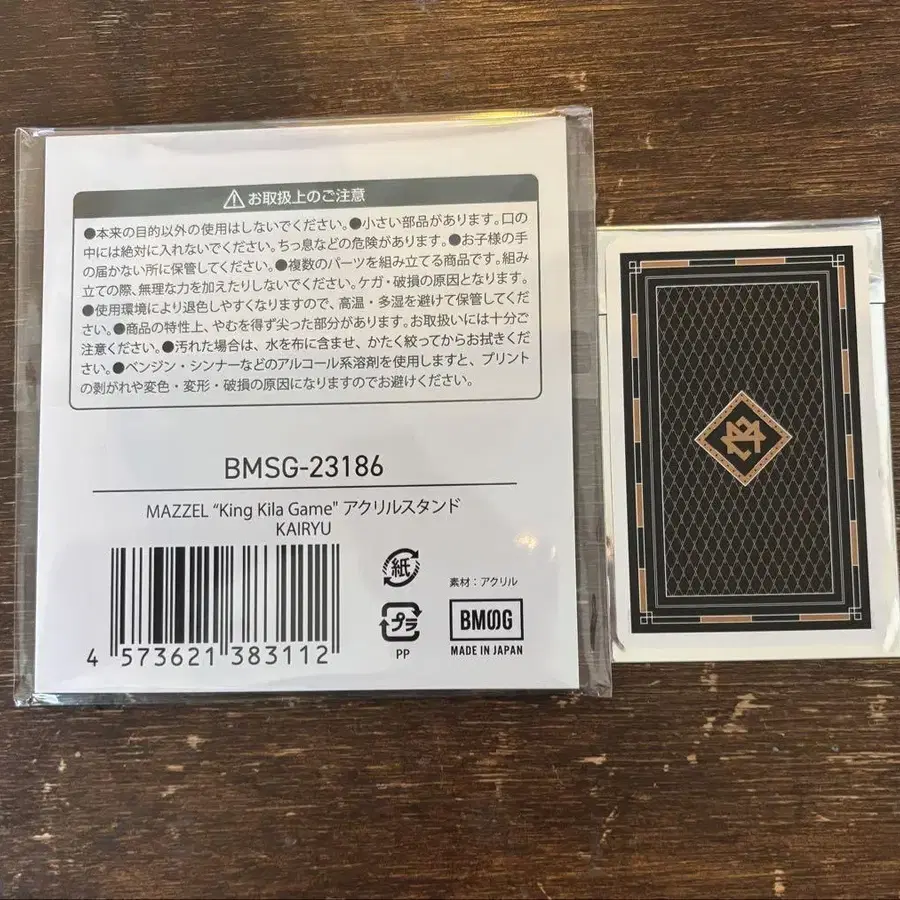 お取扱上のご注意
●本来の目的以外の使用はしないでください。●小さい部品があります。口の
中には絶対に入れないでください。ちっ息などの危険があります。●お子様の手
の届かない所に保管してください。●複数のパーツを組み立てる商品です。組み
立ての際、無理な力を加えたりしないでください。ケガ・破損の原因となります。
●使用環境により退色しやすくなりますので、高温・多湿を避けて保管してくだ
さい。●商品の特性上、やむを得ず尖った部分があります。お取扱いには十分ご
注意ください。●汚れた場合は、水を布に含ませ、かたく絞ってからお拭きくだ
さい。●ベンジン・シンナーなどのアルコール系溶剤を使用しますと、プリント
の剥がれや変色・変形・破損の原因になりますのでお避けください。
BMSG-23186
MAZZEL “King Kila Game” アクリルスタンド
KAIRYU
紙
素材：アクリル
プラ
PP
BMSG
MADE IN JAPAN
4 573621 383112